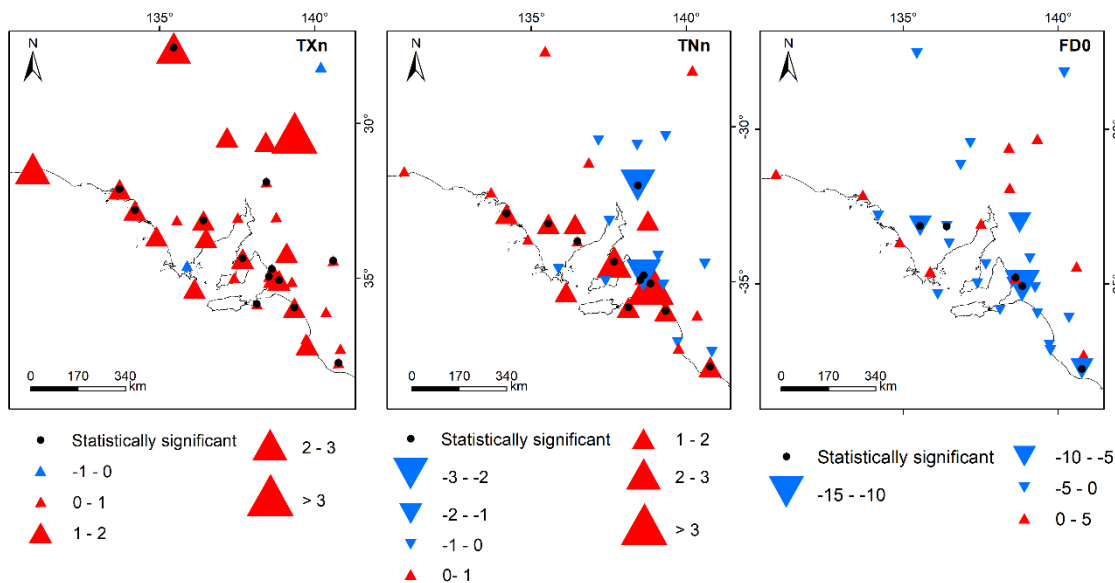 135° 140° 135° 140° 135° 140°
N TXn N TNn N FD0
30° -30° -30°
35° -35° -35°
0 170 340 km
0 170 340 km
0 170 340 km
Statistically significant
-1 - 0
0 - 1
1 - 2
2 - 3
> 3
Statistically significant
-3 - -2
-2 - -1
-1 - 0
0 - 1
1 - 2
2 - 3
> 3
Statistically significant
-15 - -10
-10 - -5
-5 - 0
0 - 5